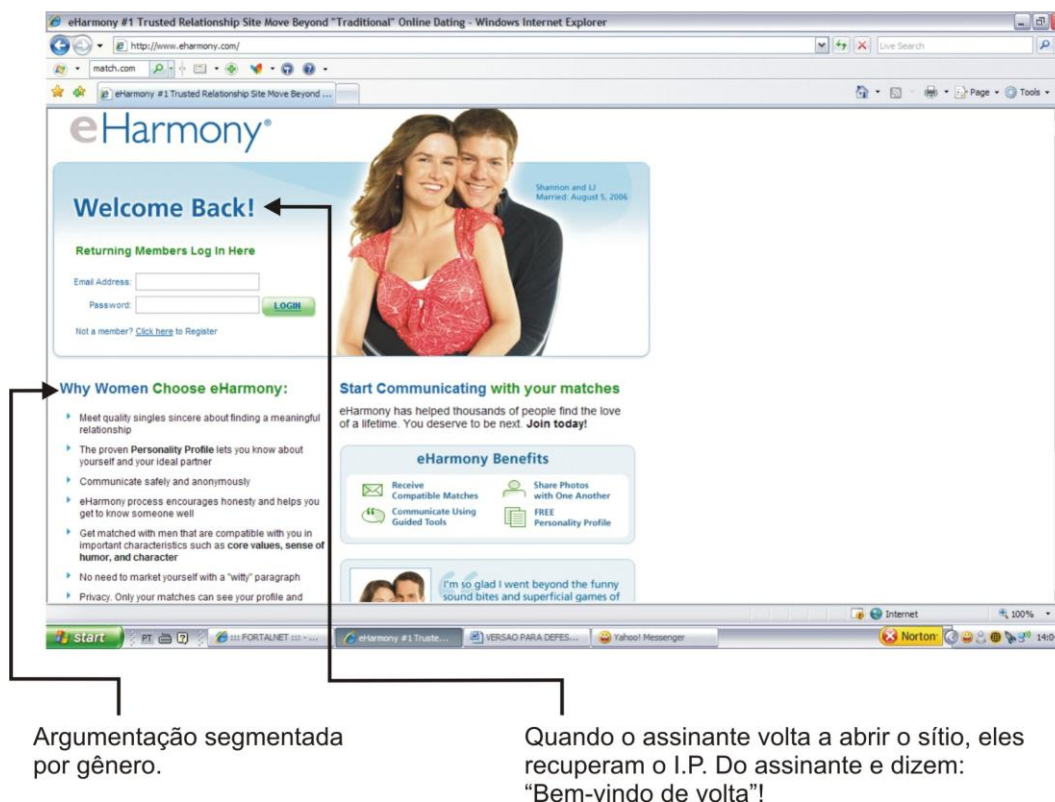 eHarmony #1 Trusted Relationship Site Move Beyond "Traditional" Online Dating - Windows Internet Explorer
http://www.eharmony.com/
Live Search
match.com
eHarmony #1 Trusted Relationship Site Move Beyond ...
Page
Tools
eHarmony®
Shannon and LJ
Married: August 5, 2006
Welcome Back!
Returning Members Log In Here
Email Address:
Password:
LOGIN
Not a member? Click here to Register
Why Women Choose eHarmony:
Meet quality singles sincere about finding a meaningful
relationship
The proven Personality Profile lets you know about
yourself and your ideal partner
Communicate safely and anonymously
eHarmony process encourages honesty and helps you
get to know someone well
Get matched with men that are compatible with you in
important characteristics such as core values, sense of
humor, and character
No need to market yourself with a "witty" paragraph
Privacy. Only your matches can see your profile and
Start Communicating with your matches
eHarmony has helped thousands of people find the love
of a lifetime. You deserve to be next. Join today!
eHarmony Benefits
Receive
Compatible Matches
Share Photos
with One Another
Communicate Using
Guided Tools
FREE
Personality Profile
I'm so glad I went beyond the funny
sound bites and superficial games of
Internet
100%
start
PT
::: FORTALNET ::: - ...
eHarmony #1 Truste...
VERSAO PARA DEFES...
Yahoo! Messenger
Norton
14:0
Argumentação segmentada
por gênero.
Quando o assinante volta a abrir o sítio, eles
recuperam o I.P. Do assinante e dizem:
"Bem-vindo de volta"!